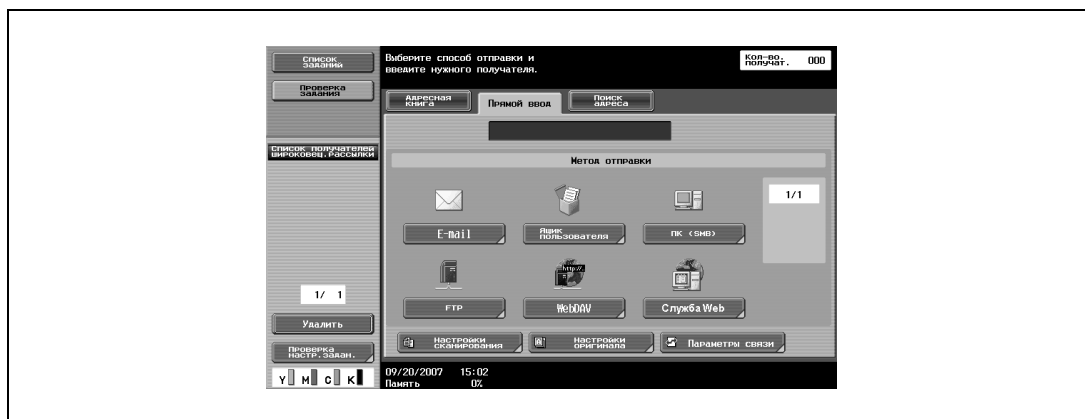 Список
заданий
Проверка
задания
Список получателей
широковещ.рассылки
1/ 1
Удалить
Проверка
настр.задан.
Y M C K
Выберите способ отправки и
введите нужного получателя.
Кол-во.
получат. 000
Адресная
книга
Прямой ввод
Поиск
адреса
Метод отправки
1/1
E-mail
Ящик
пользователя
ПК (SMB)
http://.
FTP
WebDAV
Служба Web
Настройки
сканирования
Настройки
оригинала
Параметры связи
09/20/2007 15:02
Память 0%